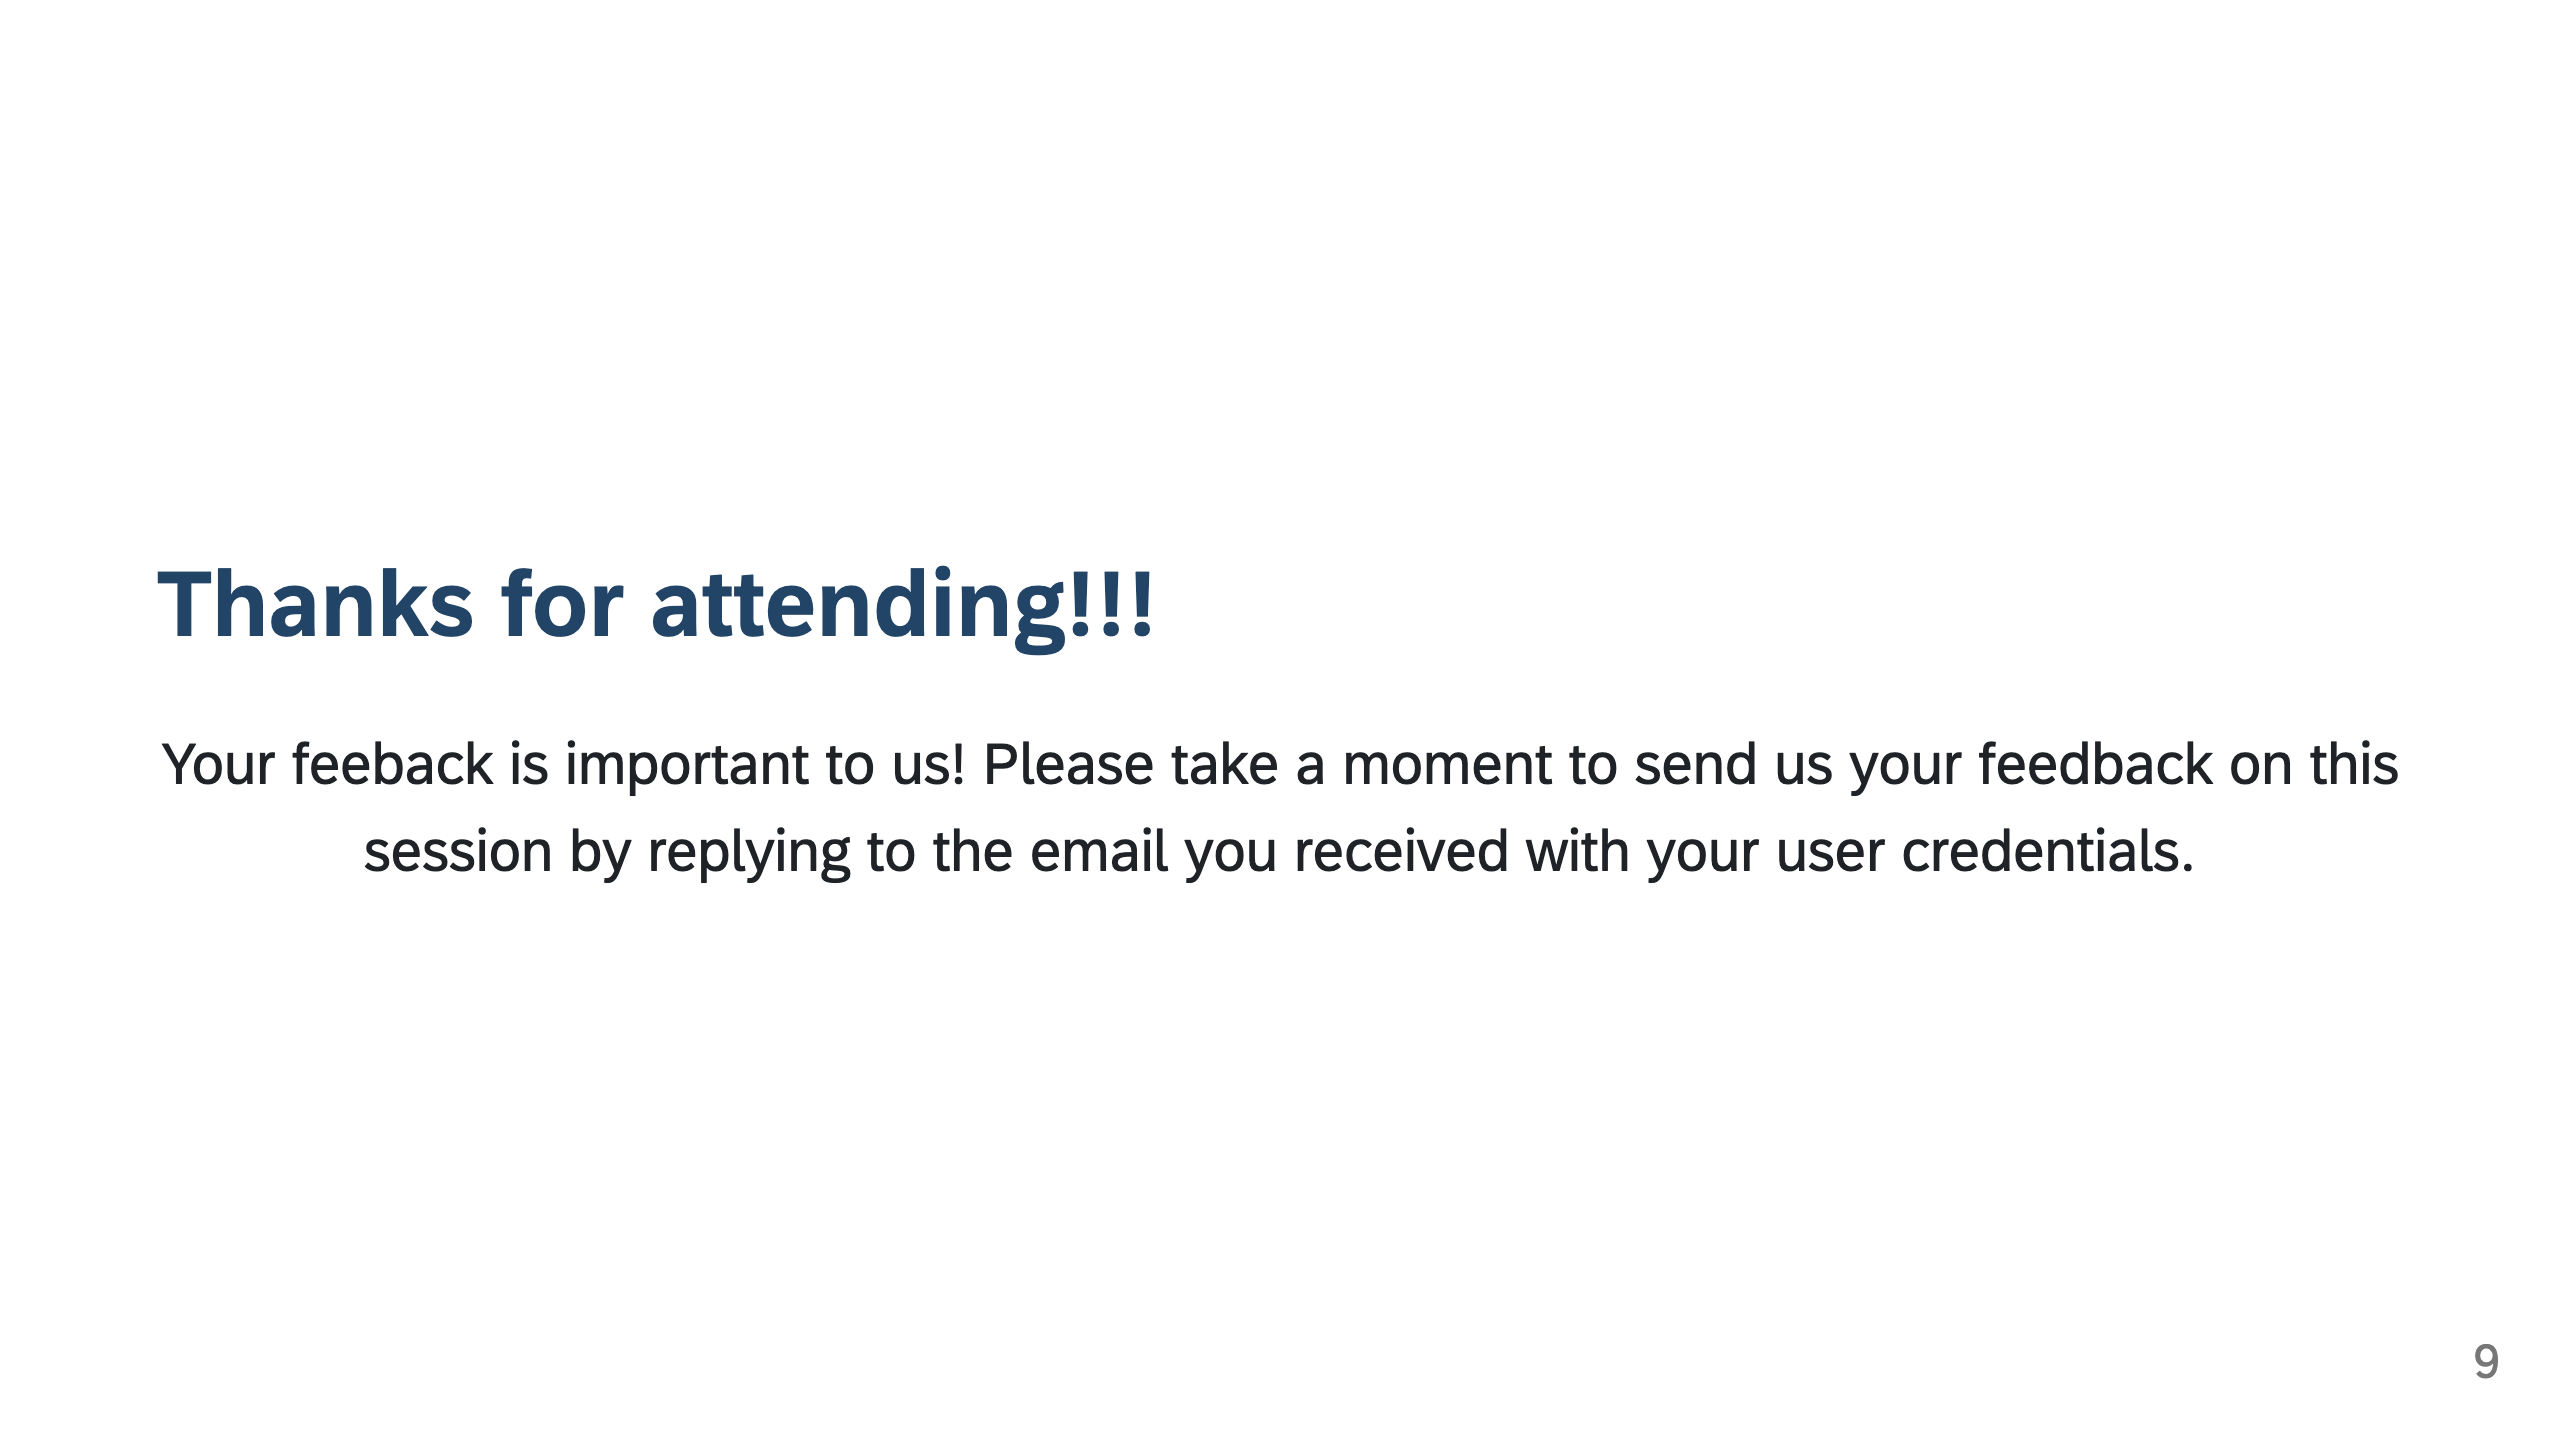 Thanks for attending!!!
Your feeback is important to us! Please take a moment to send us your feedback on this
session by replying to the email you received with your user credentials.
9